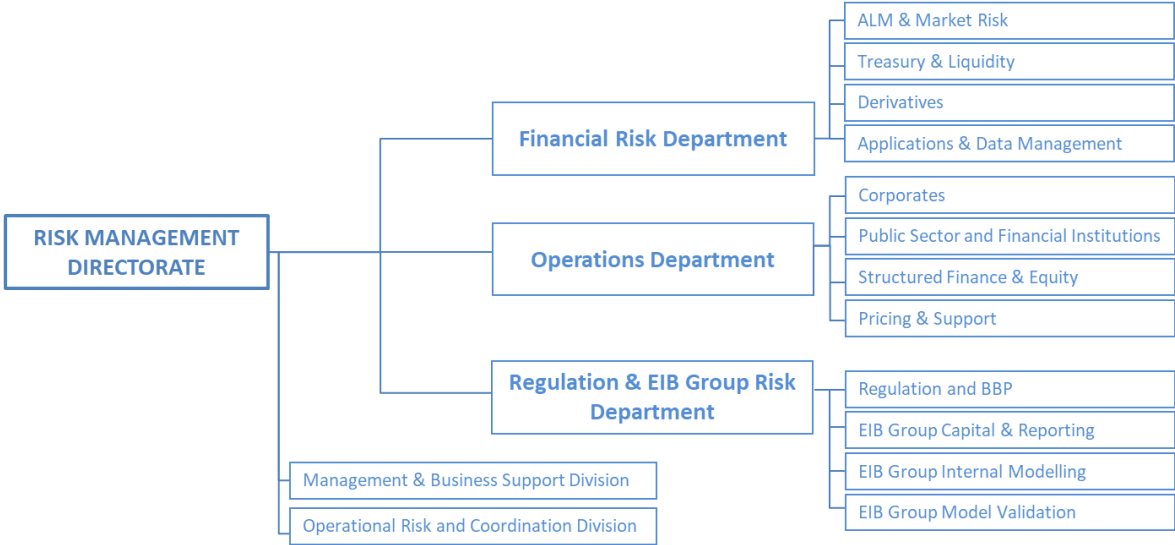 RISK MANAGEMENT
DIRECTORATE
Financial Risk Department
ALM & Market Risk
Treasury & Liquidity
Derivatives
Applications & Data Management
Operations Department
Corporates
Public Sector and Financial Institutions
Structured Finance & Equity
Pricing & Support
Regulation & EIB Group Risk
Department
Regulation and BBP
EIB Group Capital & Reporting
EIB Group Internal Modelling
EIB Group Model Validation
Management & Business Support Division
Operational Risk and Coordination Division